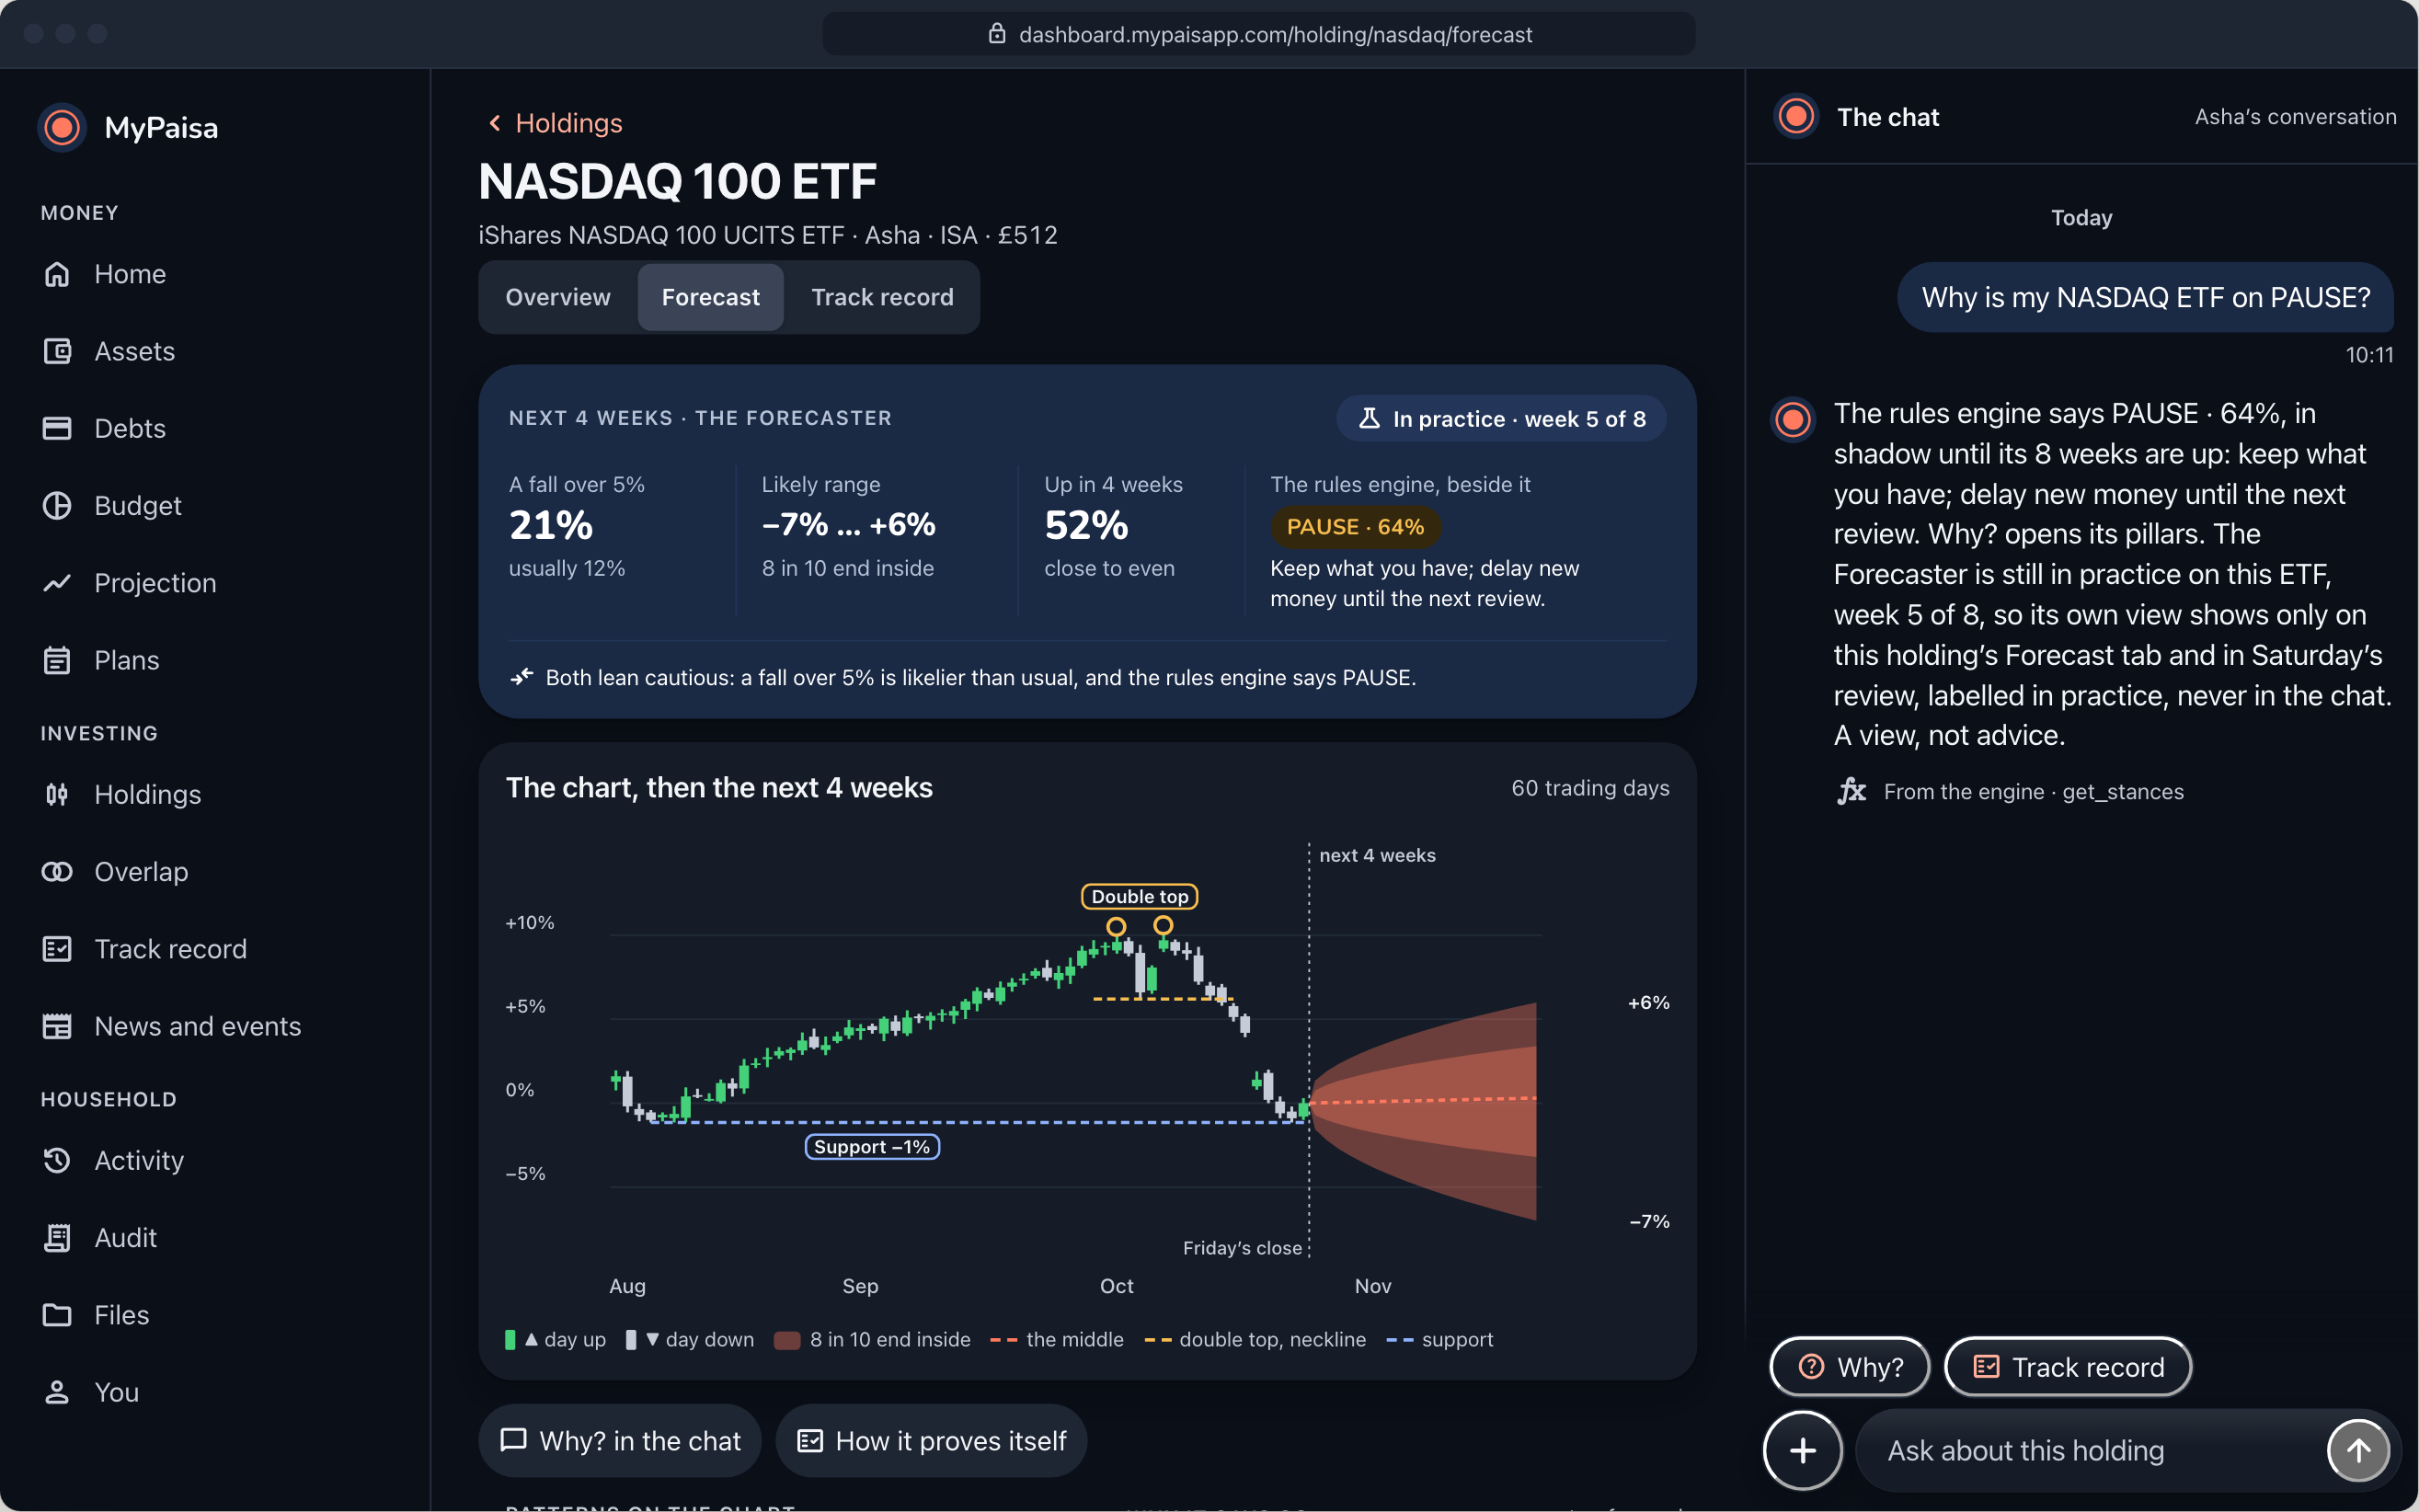 dashboard.mypaisapp.com/holding/nasdaq/forecast
MyPaisa
MONEY
Home
Assets
Debts
Budget
Projection
Plans
INVESTING
Holdings
Overlap
Track record
News and events
HOUSEHOLD
Activity
Audit
Files
You
Holdings
NASDAQ 100 ETF
iShares NASDAQ 100 UCITS ETF · Asha · ISA · £512
Overview
Forecast
Track record
NEXT 4 WEEKS · THE FORECASTER
In practice · week 5 of 8
A fall over 5%
21%
usually 12%
Likely range
−7% ... +6%
8 in 10 end inside
Up in 4 weeks
52%
close to even
The rules engine, beside it
PAUSE · 64%
Keep what you have; delay new
money until the next review.
Both lean cautious: a fall over 5% is likelier than usual, and the rules engine says PAUSE.
The chart, then the next 4 weeks
60 trading days
next 4 weeks
Double top
+10%
+5%
0%
−5%
+6%
−7%
Support −1%
Friday’s close
Aug
Sep
Oct
Nov
▲ day up
▼ day down
8 in 10 end inside
the middle
double top, neckline
support
Why? in the chat
How it proves itself
PATTERNS ON THE CHART
The chat
Asha’s conversation
Today
Why is my NASDAQ ETF on PAUSE?
10:11
The rules engine says PAUSE · 64%, in
shadow until its 8 weeks are up: keep what
you have; delay new money until the next
review. Why? opens its pillars. The
Forecaster is still in practice on this ETF,
week 5 of 8, so its own view shows only on
this holding’s Forecast tab and in Saturday’s
review, labelled in practice, never in the chat.
A view, not advice.
fx From the engine · get_stances
Why?
Track record
Ask about this holding